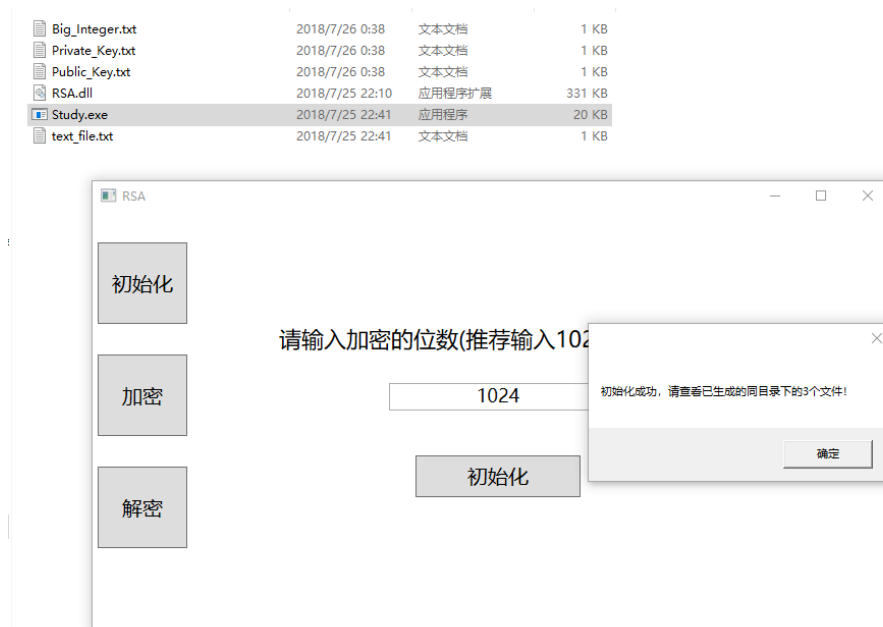 Big_Integer.txt 2018/7/26 0:38 文本文档 1 KB
Private_Key.txt 2018/7/26 0:38 文本文档 1 KB
Public_Key.txt 2018/7/26 0:38 文本文档 1 KB
RSA.dll 2018/7/25 22:10 应用程序扩展 331 KB
Study.exe 2018/7/25 22:41 应用程序 20 KB
text_file.txt 2018/7/25 22:41 文本文档 1 KB
RSA
初始化
请输入加密的位数(推荐输入102
初始化成功，请查看已生成的同目录下的3个文件!
加密
1024
确定
初始化
解密